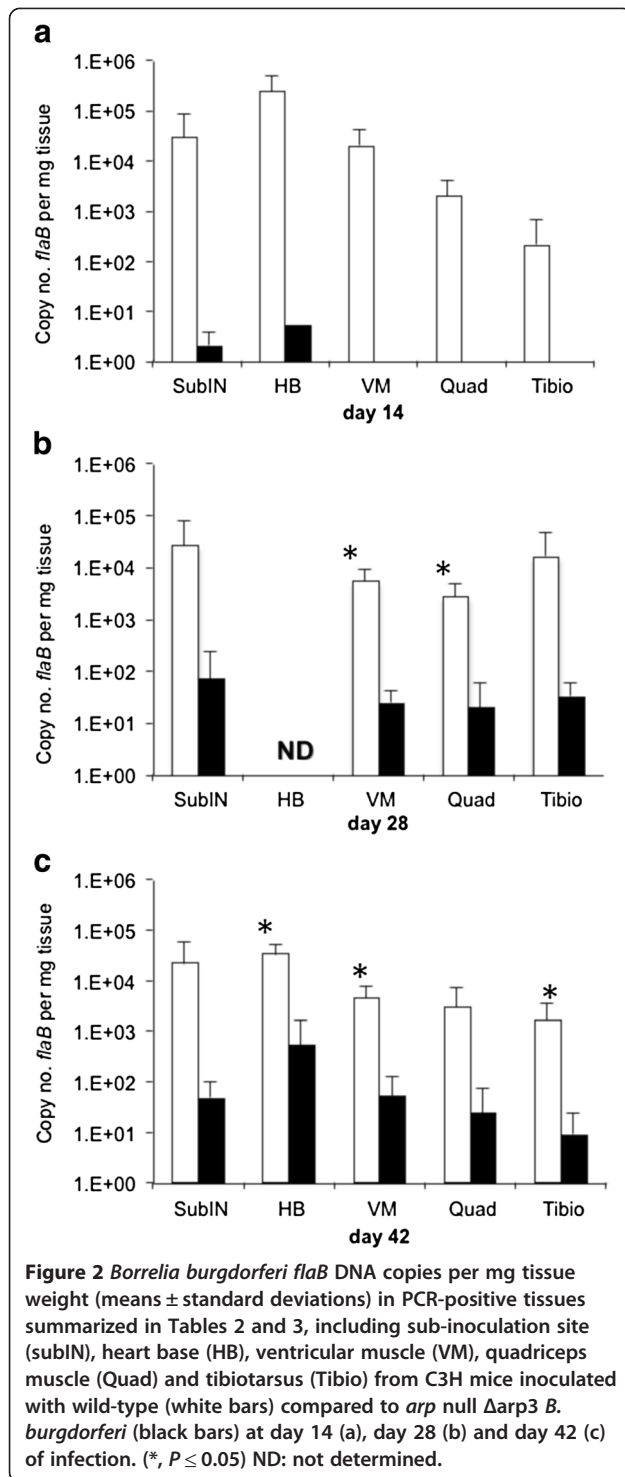 a
1.E+06
1.E+05
1.E+04
1.E+03
1.E+02
1.E+01
1.E+00
Copy no. flaB per mg tissue
SubIN HB VM Quad Tibio
day 14
b
1.E+06
1.E+05
1.E+04
1.E+03
1.E+02
1.E+01
1.E+00
Copy no. flaB per mg tissue
* *
ND
SubIN HB VM Quad Tibio
day 28
c
1.E+06
1.E+05
1.E+04
1.E+03
1.E+02
1.E+01
1.E+00
Copy no. flaB per mg tissue
* * *
SubIN HB VM Quad Tibio
day 42
Figure 2 Borrelia burgdorferi flaB DNA copies per mg tissue
weight (means ± standard deviations) in PCR-positive tissues
summarized in Tables 2 and 3, including sub-inoculation site
(subIN), heart base (HB), ventricular muscle (VM), quadriceps
muscle (Quad) and tibiotarsus (Tibio) from C3H mice inoculated
with wild-type (white bars) compared to arp null Δarp3 B.
burgdorferi (black bars) at day 14 (a), day 28 (b) and day 42 (c)
of infection. (*, P ≤ 0.05) ND: not determined.